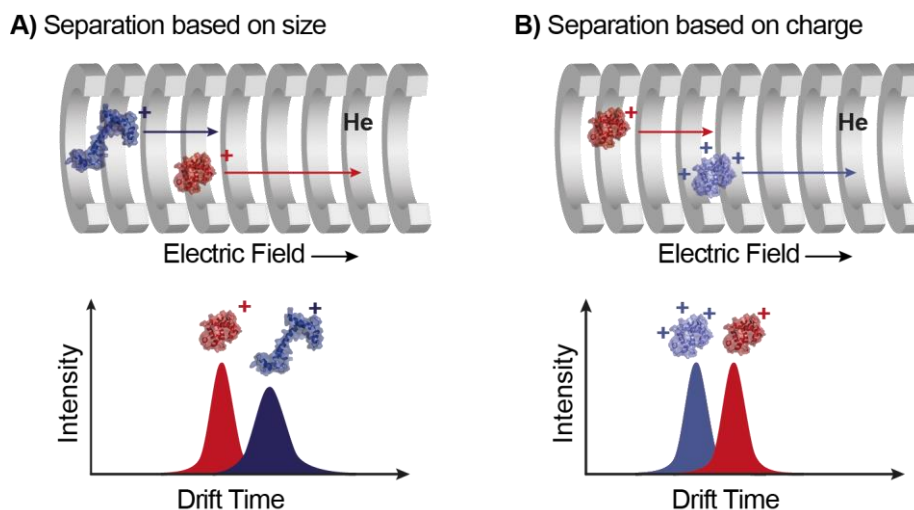 A) Separation based on size
+
He
+
Electric Field
+
+
Intensity
Drift Time
B) Separation based on charge
+
He
+
+
+
Electric Field
+
+
+
+
Intensity
Drift Time